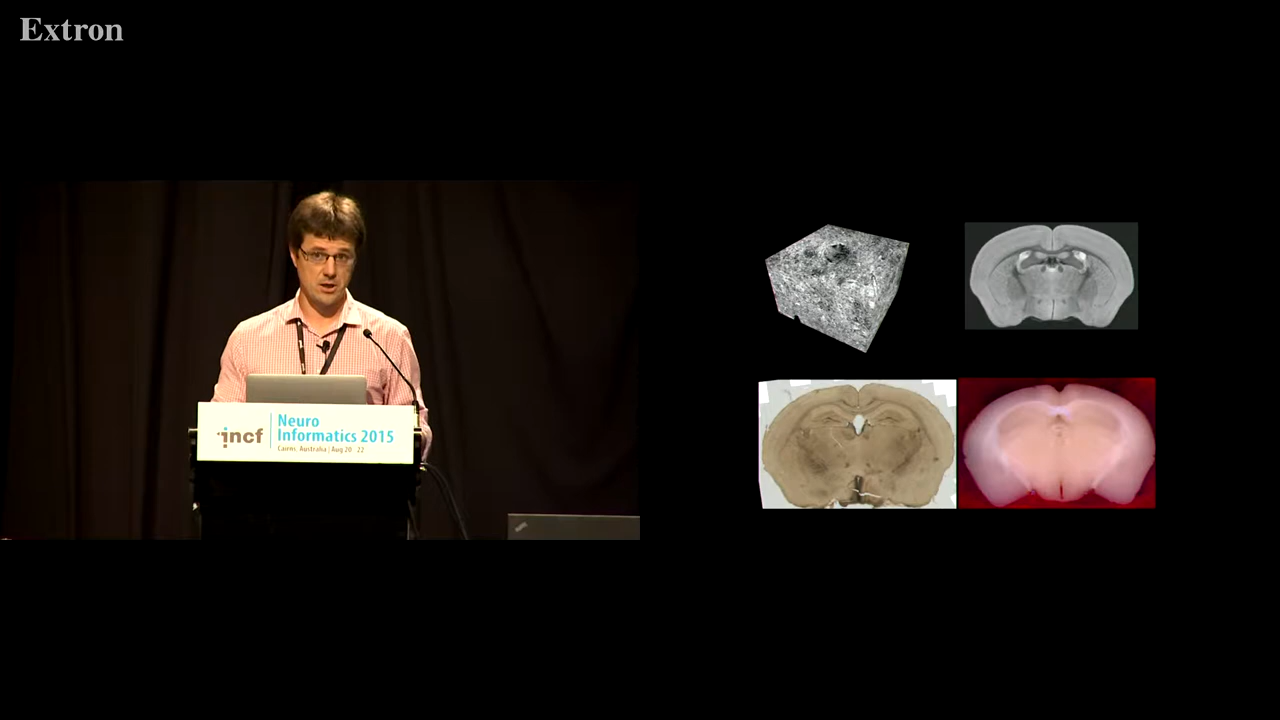 Extron
incf
Neuro
Informatics 2015
Cairns, Australia | Aug 20 22